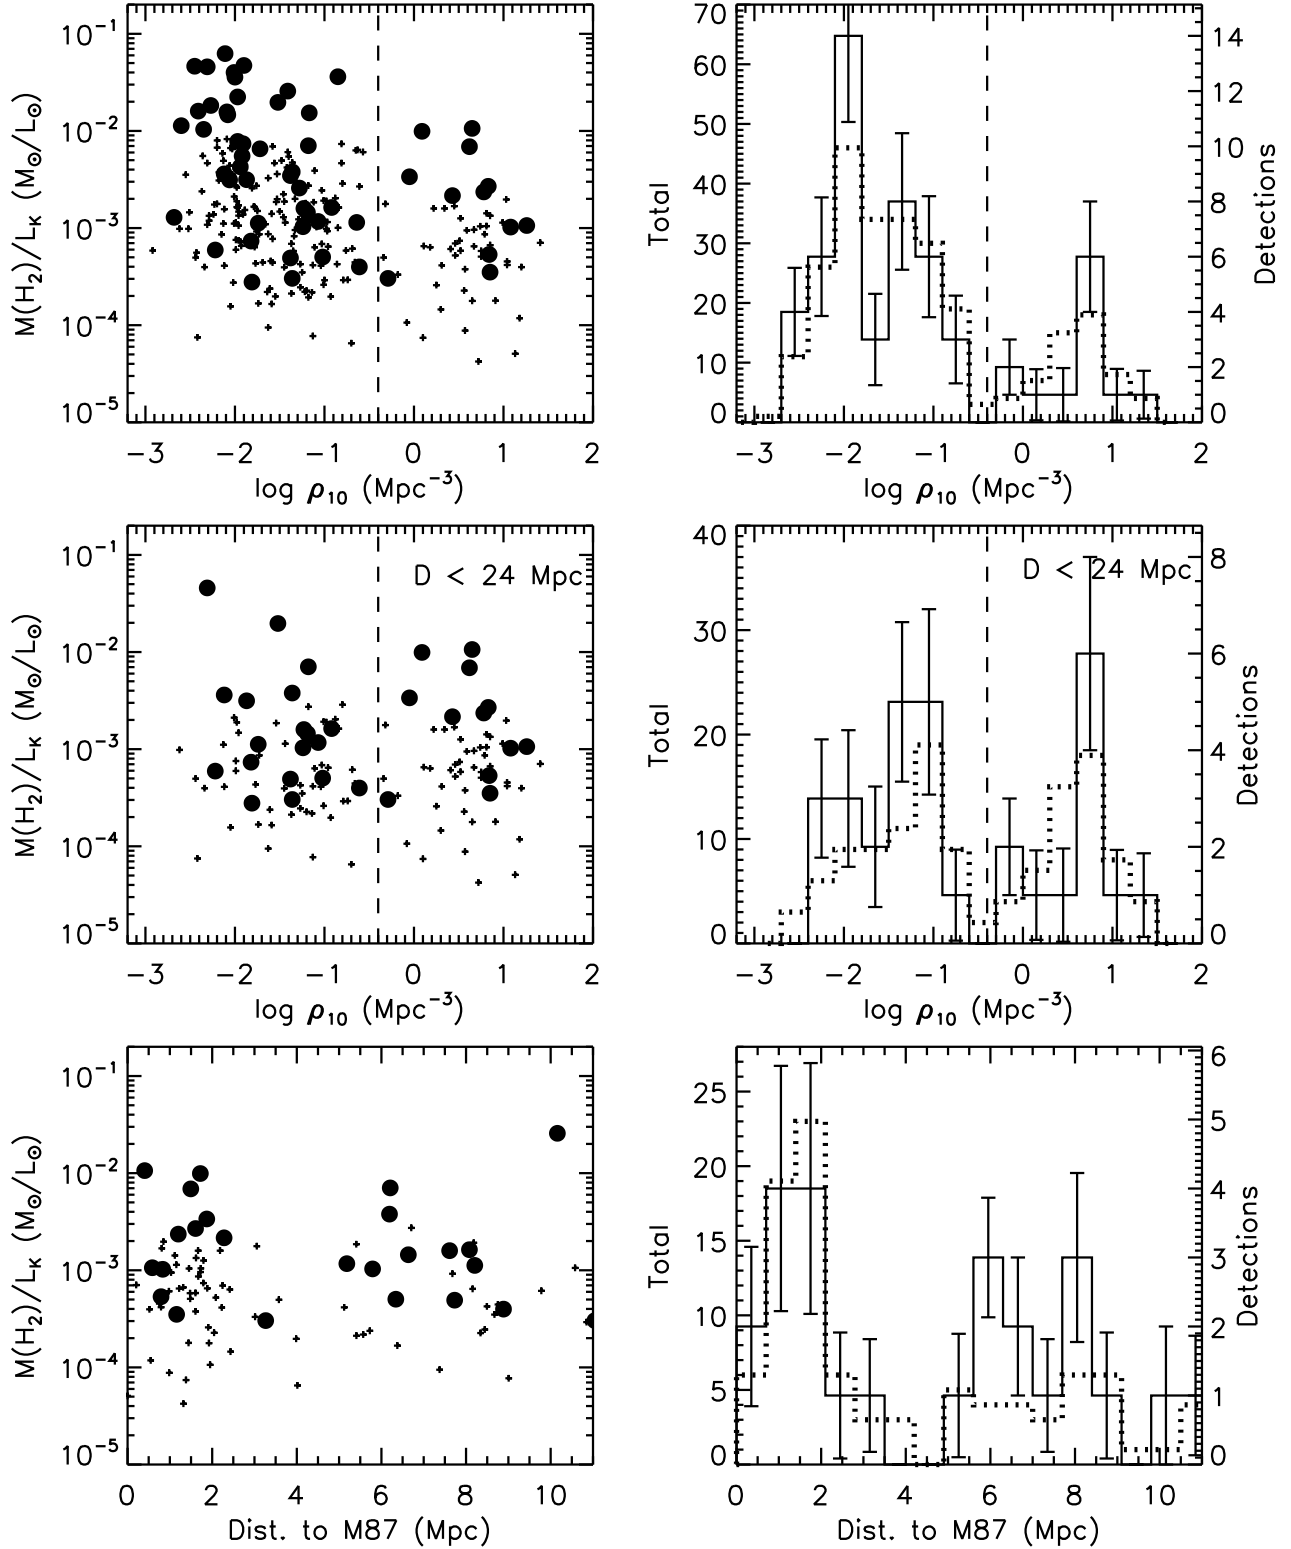 10⁻¹
10⁻²
10⁻³
10⁻⁴
10⁻⁵
M(H₂)/L_K (M☉/L☉)
−3 −2 −1 0 1 2
log ρ₁₀ (Mpc⁻³)
70
60
50
40
30
20
10
0
Total
14
12
10
8
6
4
2
0
Detections
−3 −2 −1 0 1 2
log ρ₁₀ (Mpc⁻³)
10⁻¹
10⁻²
10⁻³
10⁻⁴
10⁻⁵
M(H₂)/L_K (M☉/L☉)
D < 24 Mpc
−3 −2 −1 0 1 2
log ρ₁₀ (Mpc⁻³)
40
30
20
10
0
Total
D < 24 Mpc
8
6
4
2
0
Detections
−3 −2 −1 0 1 2
log ρ₁₀ (Mpc⁻³)
10⁻¹
10⁻²
10⁻³
10⁻⁴
10⁻⁵
M(H₂)/L_K (M☉/L☉)
0 2 4 6 8 10
Dist. to M87 (Mpc)
25
20
15
10
5
0
Total
6
5
4
3
2
1
0
Detections
0 2 4 6 8 10
Dist. to M87 (Mpc)